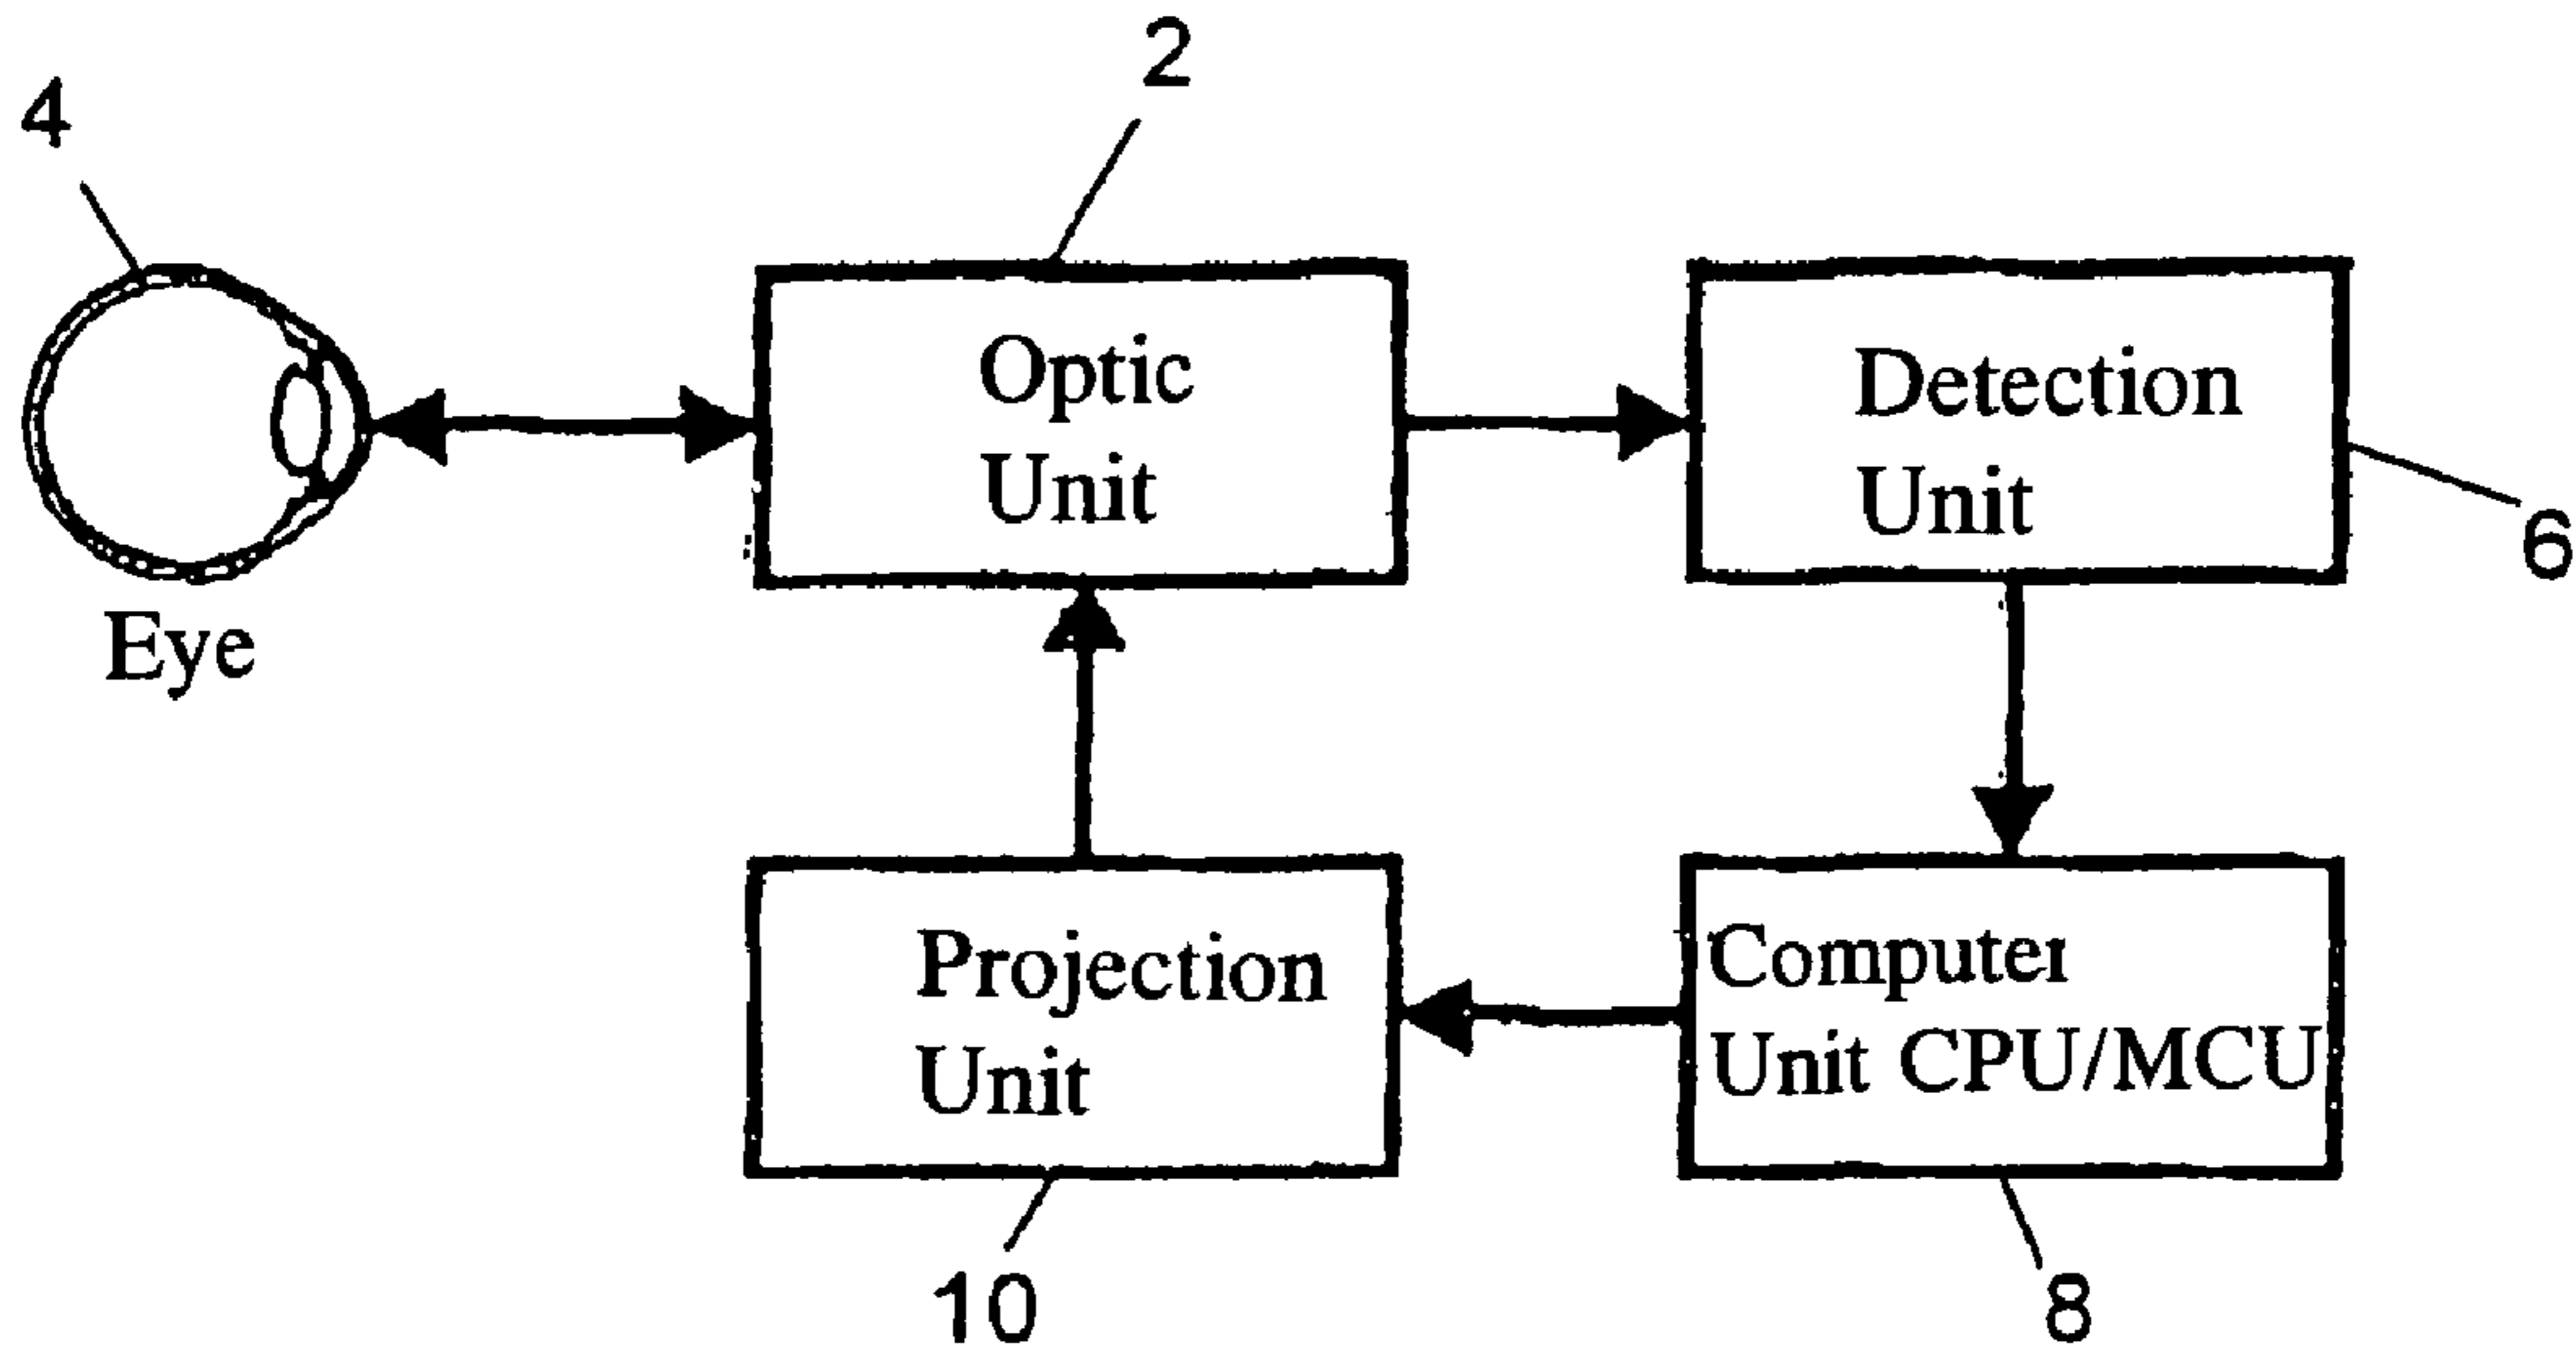 2
4
Optic
Unit
Detection
Unit
6
Eye
Projection
Unit
Computer
Unit CPU/MCU
10
8